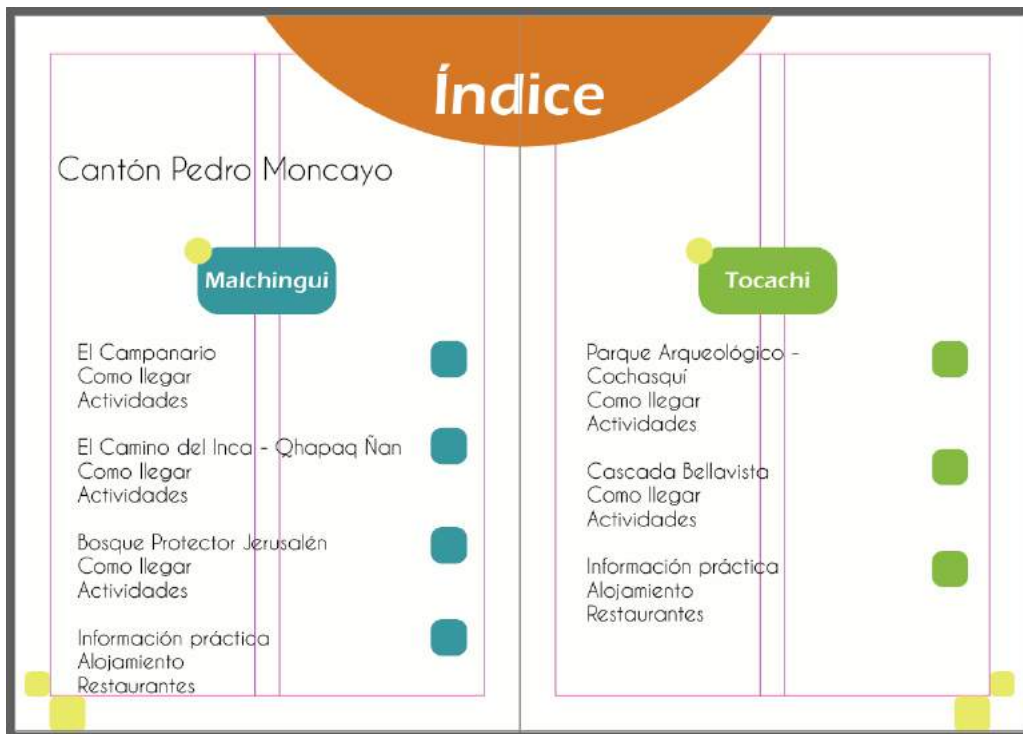 Índice
Cantón Pedro Moncayo
Malchingui
El Campanario
Como llegar
Actividades
El Camino del Inca - Qhapaq Ñan
Como llegar
Actividades
Bosque Protector Jerusalén
Como llegar
Actividades
Información práctica
Alojamiento
Restaurantes
Tocachi
Parque Arqueológico -
Cochasquí
Como llegar
Actividades
Cascada Bellavista
Como llegar
Actividades
Información práctica
Alojamiento
Restaurantes